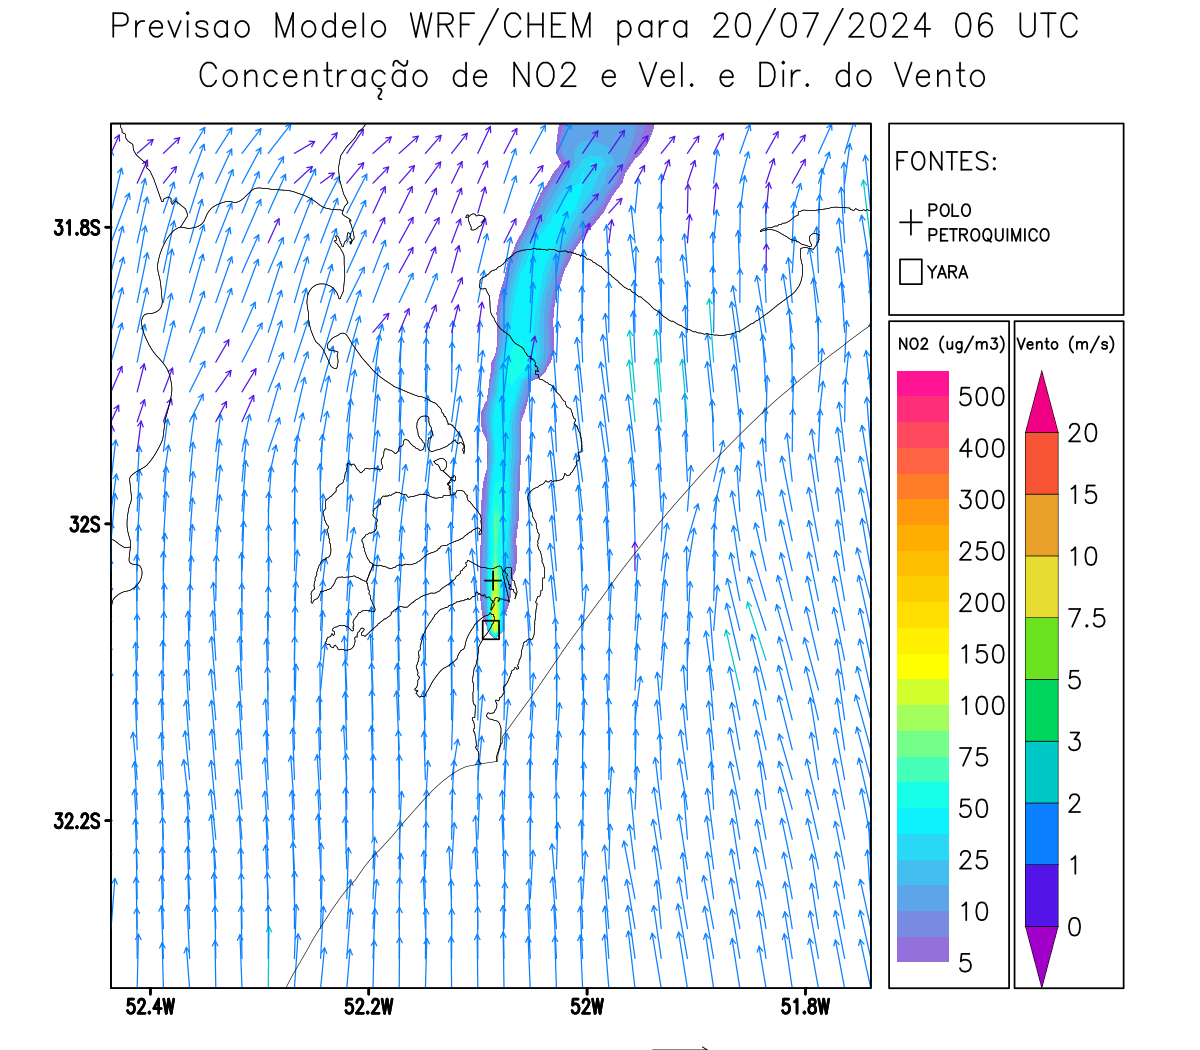 Previsao Modelo WRF/CHEM para 20/07/2024 06 UTC
Concentração de NO2 e Vel. e Dir. do Vento
FONTES:
POLO
PETROQUIMICO
YARA
31.8S
32S
32.2S
52.4W
52.2W
52W
51.8W
NO2 (ug/m3)
500
400
300
250
200
150
100
75
50
25
10
5
Vento (m/s)
20
15
10
7.5
5
3
2
1
0